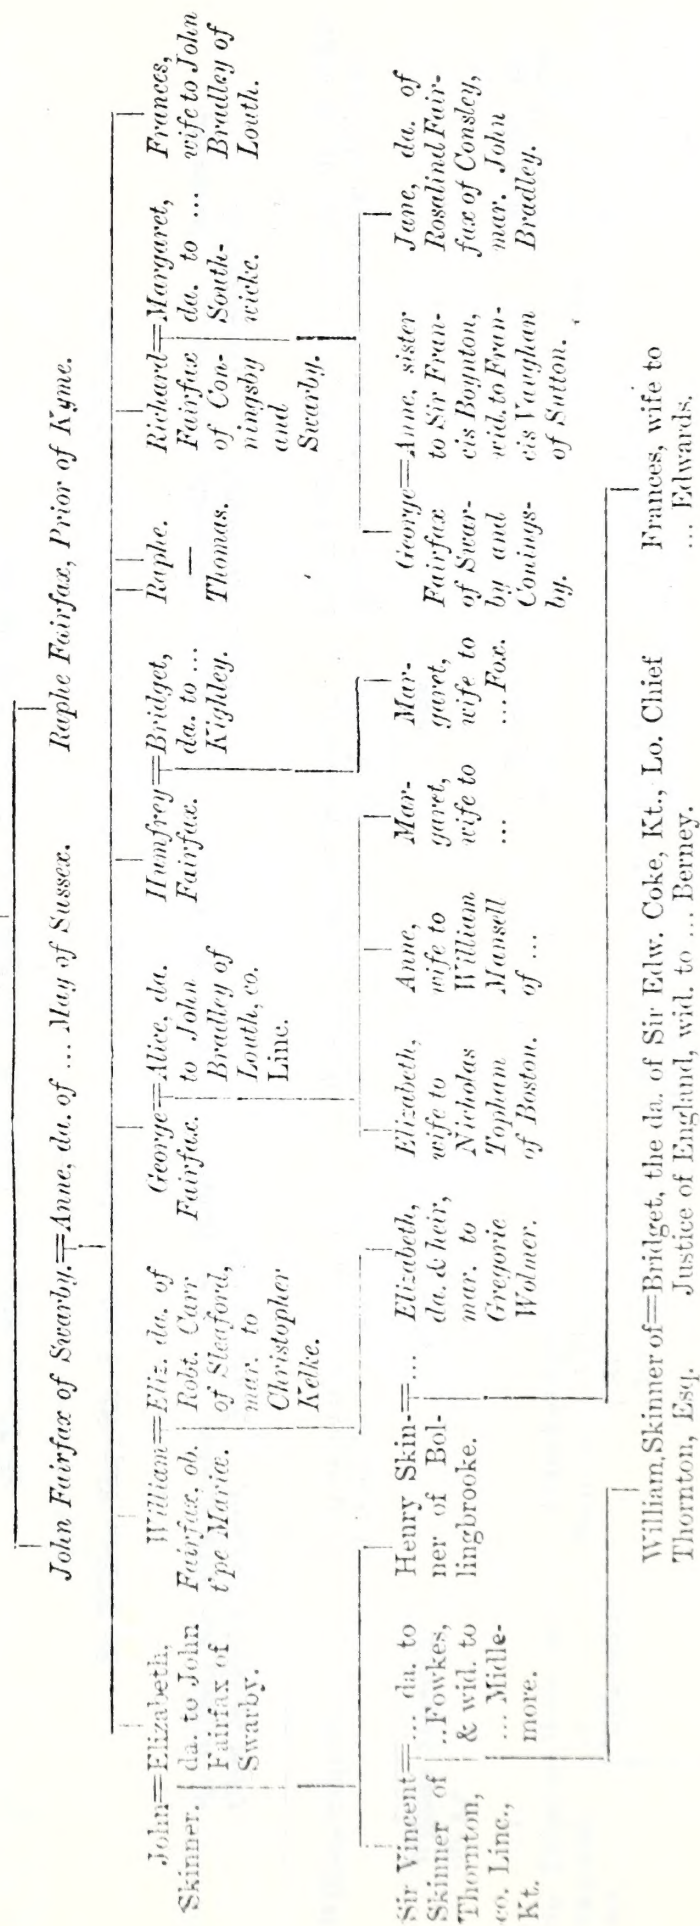 John Fairfax of Swarby.=Anne, da. of ... May of Sussex.
Raphe Fairfax, Prior of Kyme.
John=Elizabeth,
Skinner. da. to John
Fairfax of
Swarby.
William=Eliz. da. of
Fairfax, ob. Robt. Carr
t'pe Mariæ. of Sleaford,
mar. to
Christopher
Kelke.
George=Alice, da.
Fairfax. to John
Bradley of
Louth, co.
Linc.
Humfrey=Bridget,
Fairfax. da. to ...
Kighley.
Raphe.
—
Thomas.
Richard=Margaret,
Fairfax da. to ...
of Con- South-
ningsby wicke.
and
Swarby.
Frances,
wife to John
Bradley of
Louth.
Sir Vincent=... da. to
Skinner of ..Fowkes,
Thornton, & wid. to
co. Linc., ... Midle-
Kt. more.
Henry Skin-=...
ner of Bol-
lingbrooke.
Elizabeth,
da. & heir,
mar. to
Gregorie
Wolmer.
Elizabeth,
wife to
Nicholas
Topham
of Boston.
Anne,
wife to
William
Mansell
of ...
Mar-
garet,
wife to
...
Mar-
garet,
wife to
... Fox.
George=Anne, sister
Fairfax to Sir Fran-
of Swar- cis Boynton,
by and wid. to Fran-
Conings- cis Vaughan
by. of Sutton.
Jane, da. of
Rosalind Fair-
fax of Consley,
mar. John
Bradley.
William Skinner of=Bridget, the da. of Sir Edw. Coke, Kt., Lo. Chief
Thornton, Esq. Justice of England, wid. to ... Berney.
Frances, wife to
... Edwards.